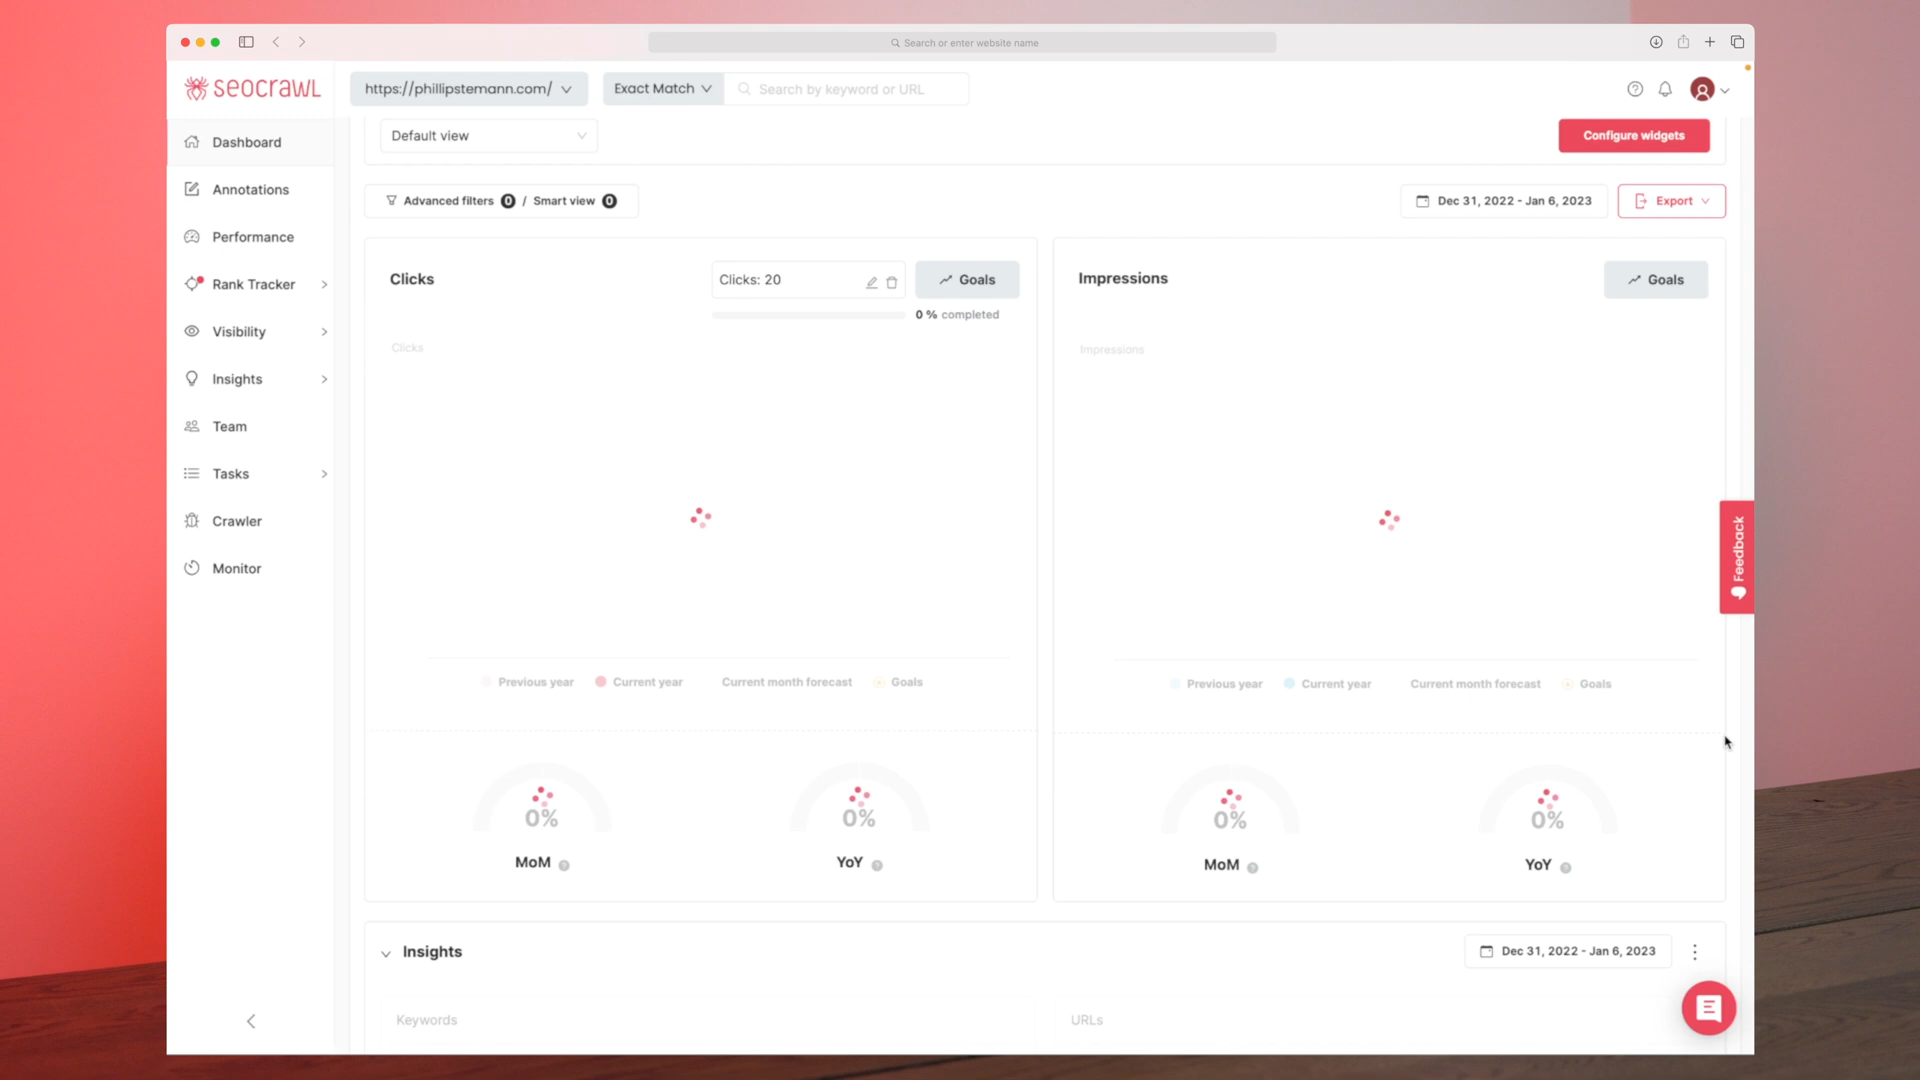 Search or enter website name
seocrawl
https://phillipstemann.com/
Exact Match
Search by keyword or URL
Dashboard
Annotations
Performance
Rank Tracker
Visibility
Insights
Team
Tasks
Crawler
Monitor
Default view
Configure widgets
Advanced filters 0 / Smart view 0
Dec 31, 2022 - Jan 6, 2023
Export
Clicks
Clicks: 20
Goals
0 % completed
Clicks
Previous year
Current year
Current month forecast
Goals
0%
MoM
0%
YoY
Impressions
Goals
Impressions
Previous year
Current year
Current month forecast
Goals
0%
MoM
0%
YoY
Feedback
Insights
Dec 31, 2022 - Jan 6, 2023
Keywords
URLs